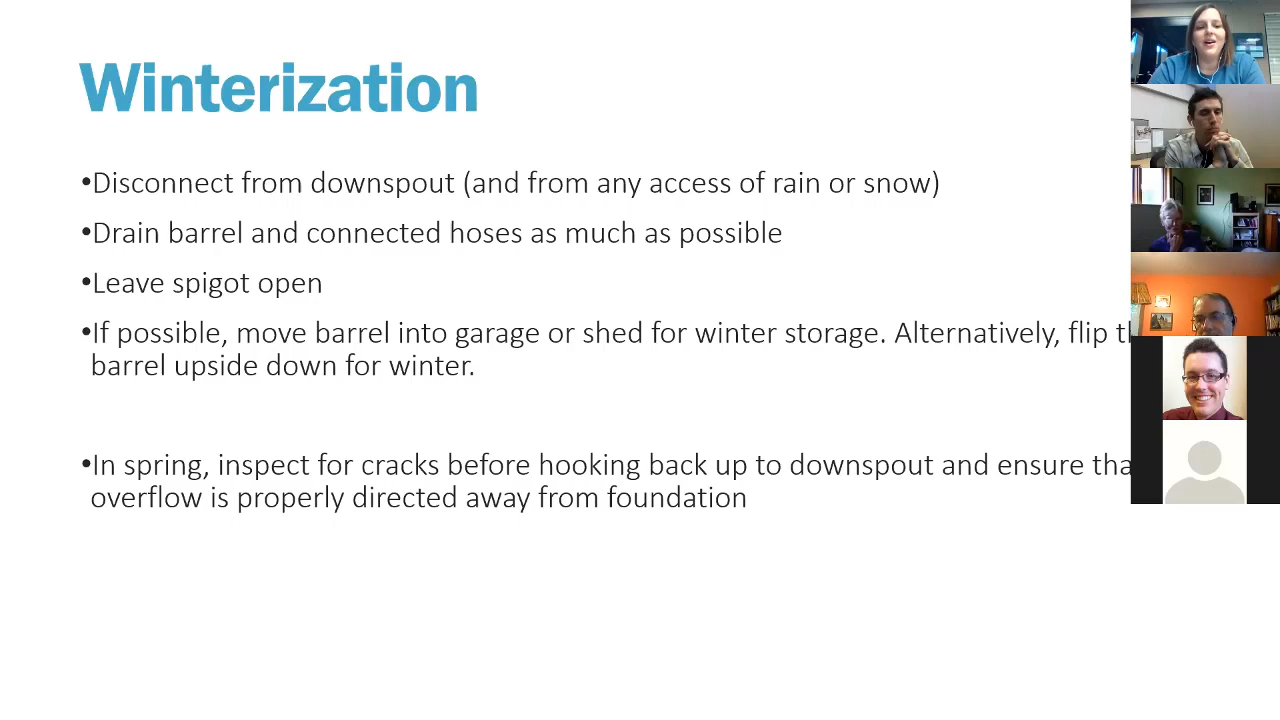 Winterization
•Disconnect from downspout (and from any access of rain or snow)
•Drain barrel and connected hoses as much as possible
•Leave spigot open
•If possible, move barrel into garage or shed for winter storage. Alternatively, flip
barrel upside down for winter.
•In spring, inspect for cracks before hooking back up to downspout and ensure
overflow is properly directed away from foundation